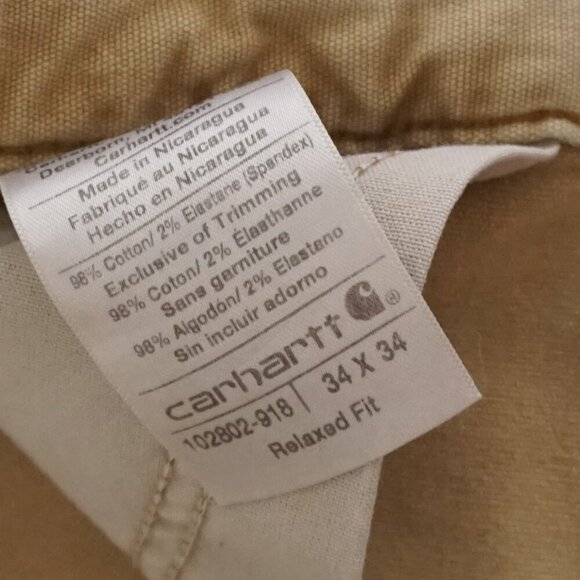 Carhartt.com
Made in Nicaragua
Fabriqué au Nicaragua
Hecho en Nicaragua
98% Cotton/ 2% Elastane (Spandex)
Exclusive of Trimming
98% Coton/ 2% Élasthanne
Sans garniture
98% Algodón/ 2% Elastano
Sin incluir adorno
carhartt ®
102802-918 | 34 X 34
Relaxed Fit